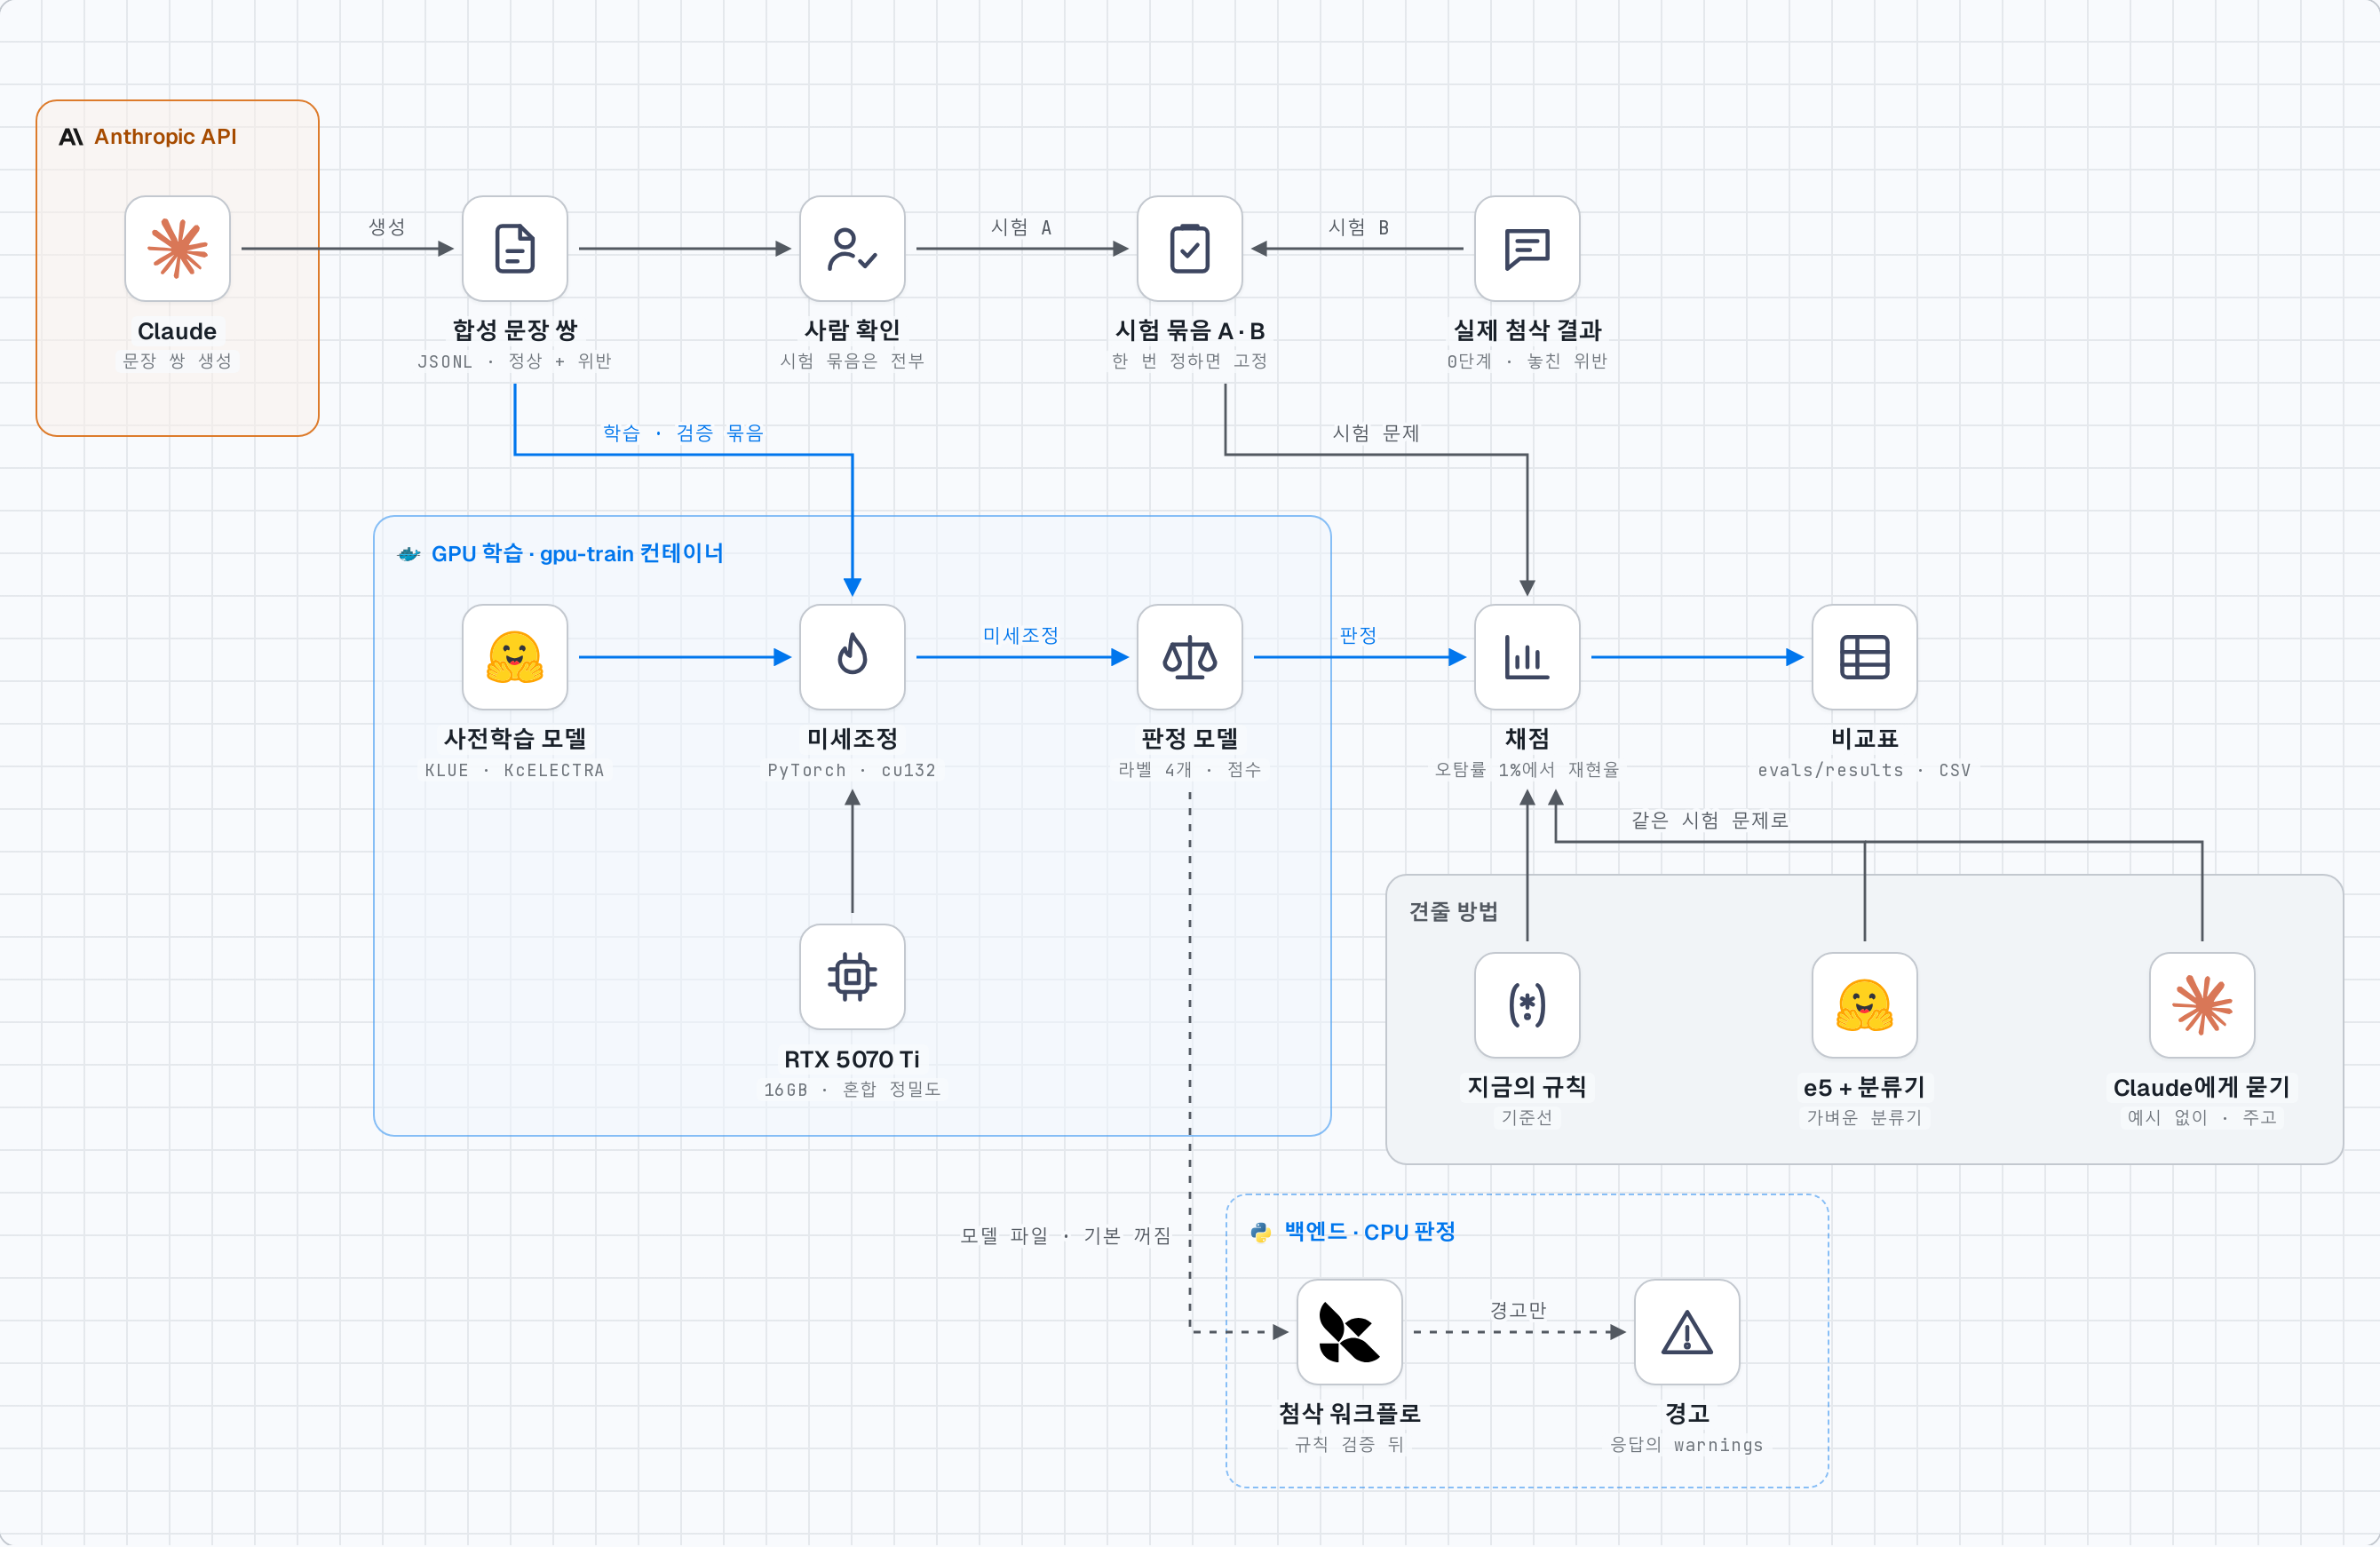 Anthropic API
생성
시험 A
시험 B
Claude
문장 쌍 생성
합성 문장 쌍
JSONL · 정상 + 위반
사람 확인
시험 묶음은 전부
시험 묶음 A · B
한 번 정하면 고정
실제 첨삭 결과
0단계 · 놓친 위반
학습 · 검증 묶음
시험 문제
GPU 학습 · gpu-train 컨테이너
미세조정
판정
사전학습 모델
KLUE · KcELECTRA
미세조정
PyTorch · cu132
판정 모델
라벨 4개 · 점수
채점
오탐률 1%에서 재현율
비교표
evals/results · CSV
같은 시험 문제로
견줄 방법
RTX 5070 Ti
16GB · 혼합 정밀도
지금의 규칙
기준선
e5 + 분류기
가벼운 분류기
Claude에게 묻기
예시 없이 · 주고
모델 파일 · 기본 꺼짐
백엔드 · CPU 판정
경고만
첨삭 워크플로
규칙 검증 뒤
경고
응답의 warnings